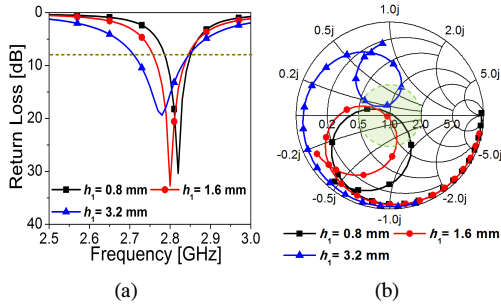 0
10
20
30
40
Return Loss [dB]
h1= 0.8 mm
h1= 1.6 mm
h1= 3.2 mm
2.5 2.6 2.7 2.8 2.9 3.0
Frequency [GHz]
(a)
1.0j
0.5j
2.0j
0.2j
5.0j
0.2 0.5 1.0 2.0 5.0
-0.2j
-5.0j
-0.5j
-2.0j
-1.0j
h1= 0.8 mm
h1= 1.6 mm
h1= 3.2 mm
(b)